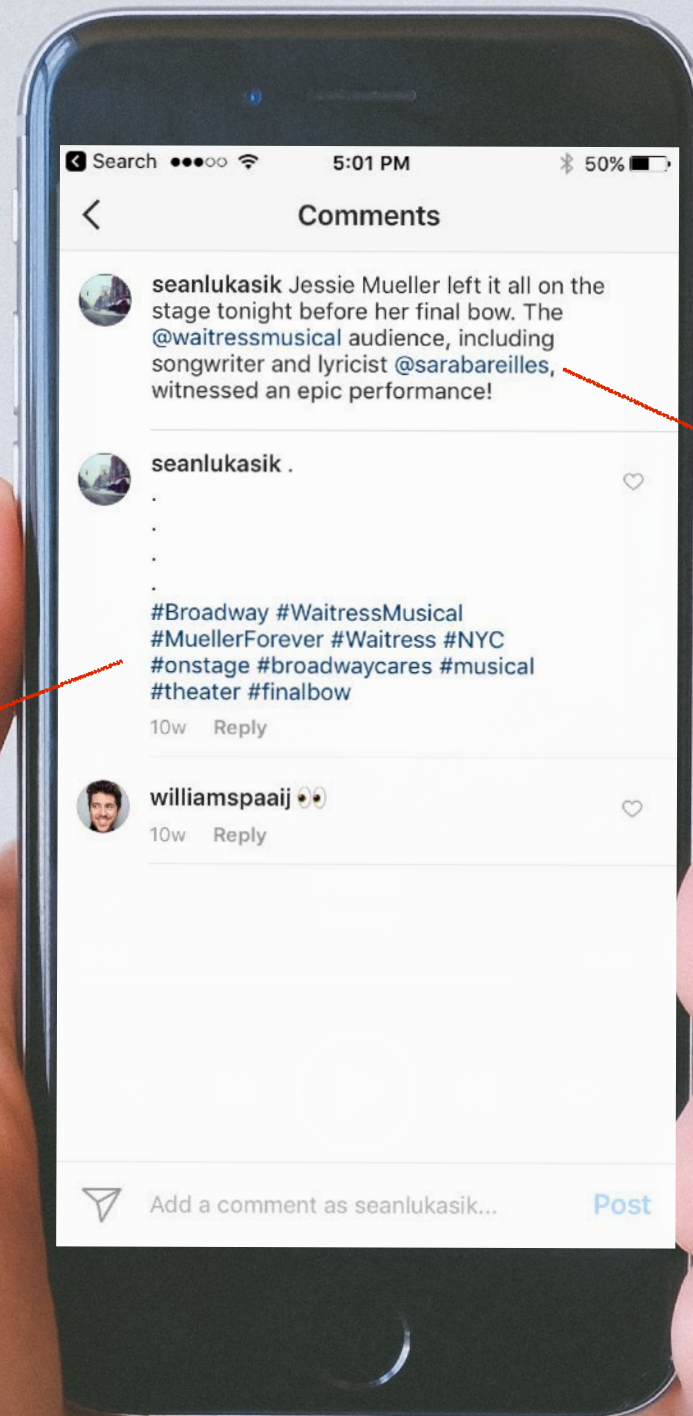 Search 5:01 PM 50%
Comments
seanlukasik Jessie Mueller left it all on the
stage tonight before her final bow. The
@waitressmusical audience, including
songwriter and lyricist @sarabareilles,
witnessed an epic performance!
seanlukasik .
.
.
.
.
#Broadway #WaitressMusical
#MuellerForever #Waitress #NYC
#onstage #broadwaycares #musical
#theater #finalbow
10w Reply
williamspaaij 👀
10w Reply
Add a comment as seanlukasik... Post